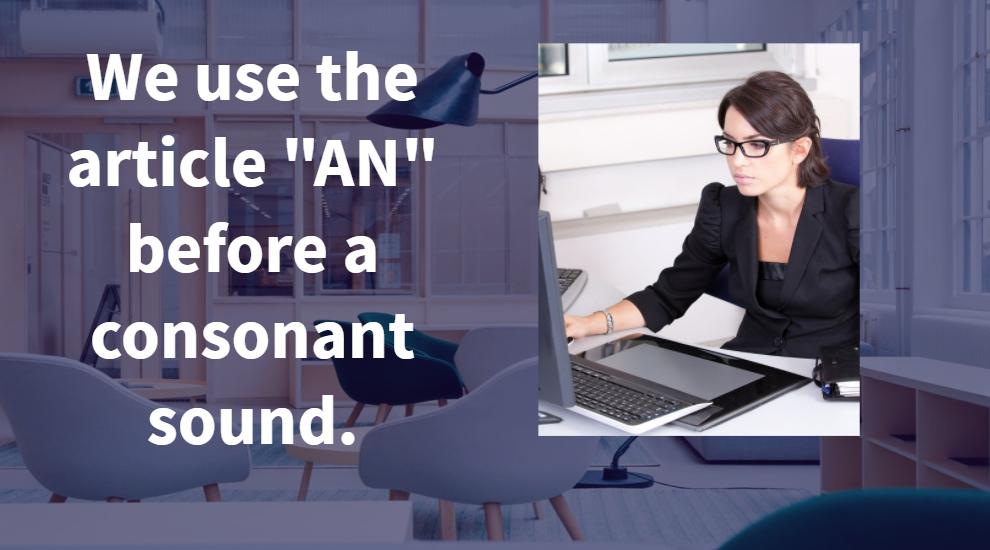 We use the
article "AN"
before a
consonant
sound.